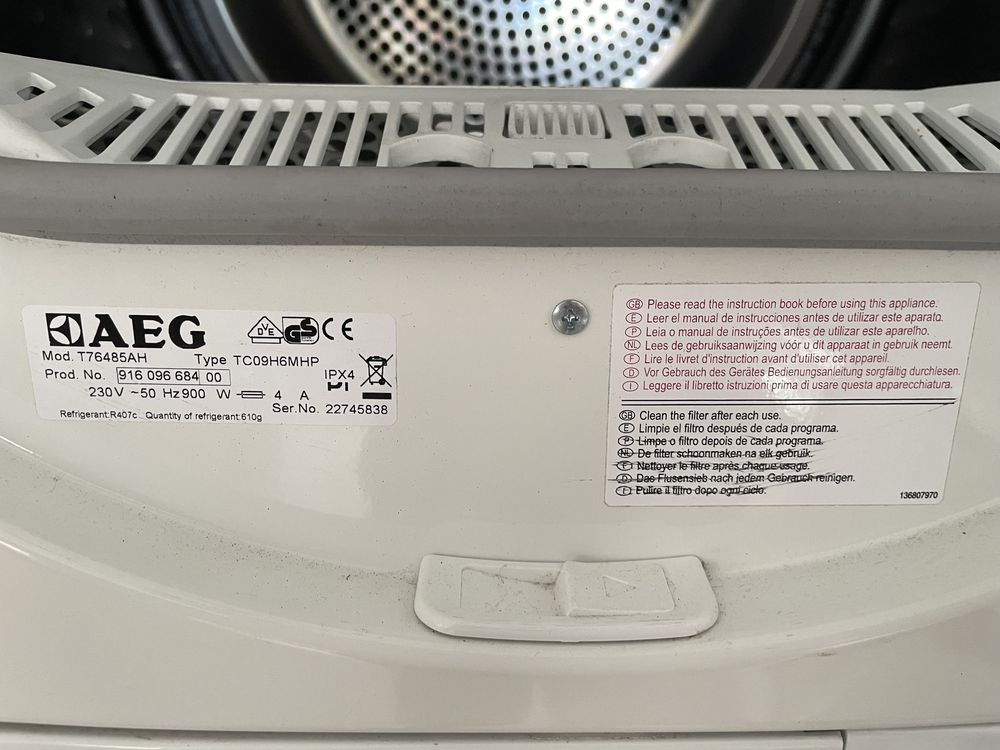 AEG
DVE GS CE
Mod. T76485AH Type TC09H6MHP
Prod. No. 916 096 684 00 IPX4
230V ~50 Hz 900 W 4 A
Ser.No. 22745838
Refrigerant:R407c Quantity of refrigerant:610g
GB Please read the instruction book before using this appliance.
E Leer el manual de instrucciones antes de utilizar este aparato.
P Leia o manual de instruções antes de utilizar este aparelho.
NL Lees de gebruiksaanwijzing vóór u dit apparaat in gebruik neemt.
F Lire le livret d'instruction avant d'utiliser cet appareil.
D Vor Gebrauch des Gerätes Bedienungsanleitung sorgfältig durchlesen.
I Leggere il libretto istruzioni prima di usare questa apparecchiatura.
GB Clean the filter after each use.
E Limpie el filtro después de cada programa.
P Limpe o filtro depois de cada programa.
NL De filter schoonmaken na elk gebruik.
F Nettoyer le filtre après chaque usage.
D Das Flusensieb nach jedem Gebrauch reinigen.
I Pulire il filtro dopo ogni ciclo.
136807970